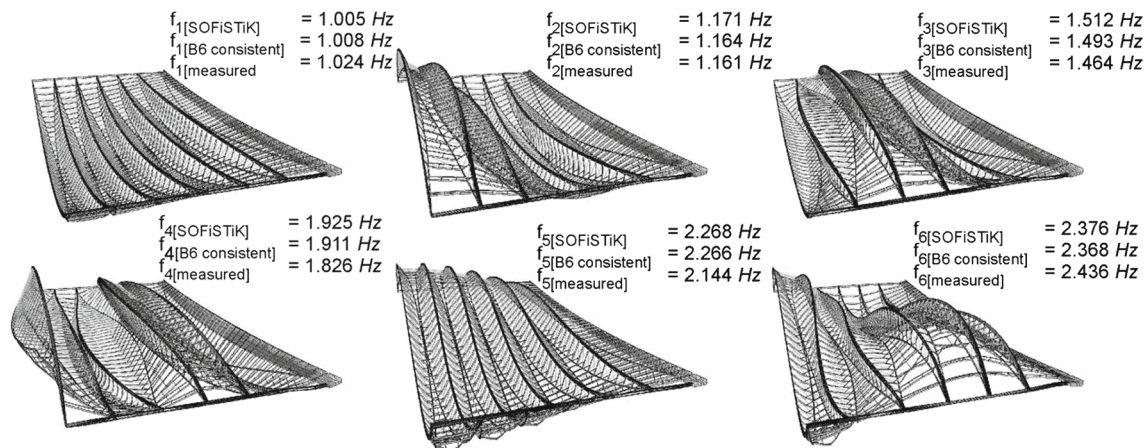 f1[SOFiSTiK] = 1.005 Hz
f1[B6 consistent] = 1.008 Hz
f1[measured] = 1.024 Hz
f2[SOFiSTiK] = 1.171 Hz
f2[B6 consistent] = 1.164 Hz
f2[measured = 1.161 Hz
f3[SOFiSTiK] = 1.512 Hz
f3[B6 consistent] = 1.493 Hz
f3[measured] = 1.464 Hz
f4[SOFiSTiK] = 1.925 Hz
f4[B6 consistent] = 1.911 Hz
f4[measured] = 1.826 Hz
f5[SOFiSTiK] = 2.268 Hz
f5[B6 consistent] = 2.266 Hz
f5[measured] = 2.144 Hz
f6[SOFiSTiK] = 2.376 Hz
f6[B6 consistent] = 2.368 Hz
f6[measured] = 2.436 Hz